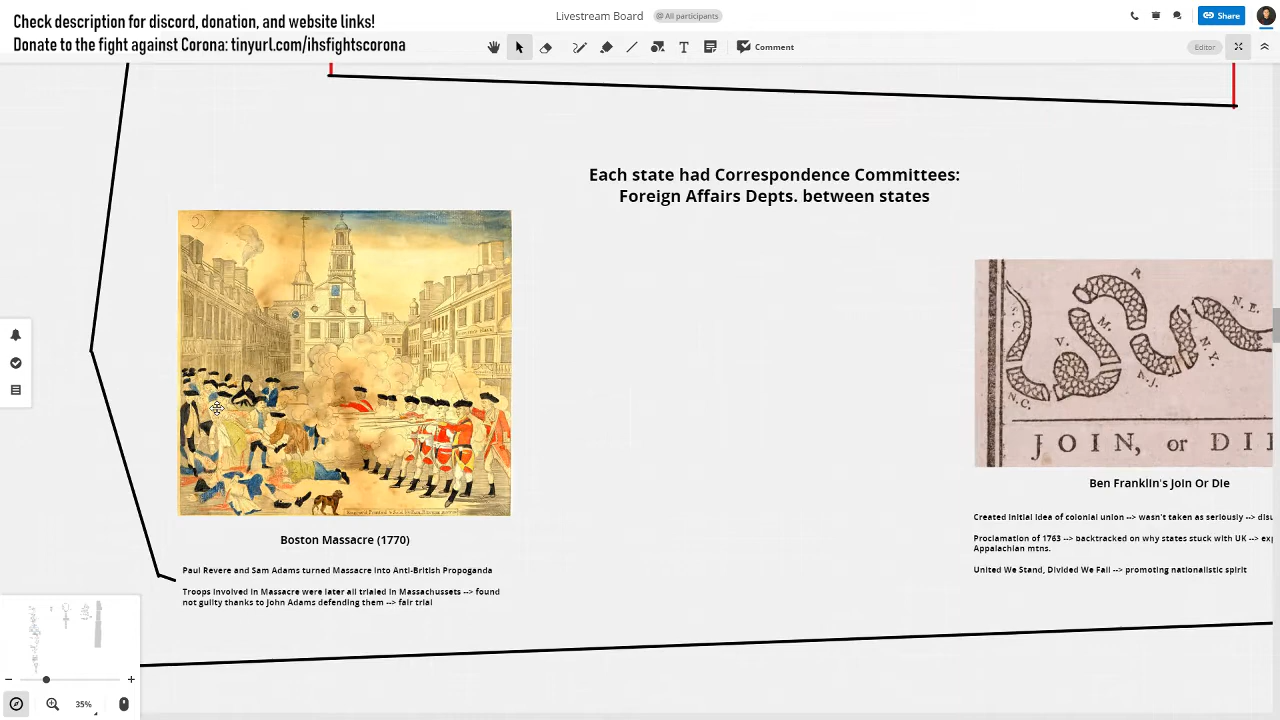 Check description for discord, donation, and website links!
Donate to the fight against Corona: tinyurl.com/ihsfightscorona
Livestream Board
@ All participants
Share
T
Comment
Editor
Each state had Correspondence Committees:
Foreign Affairs Depts. between states
S. C.
N. C.
V.
M.
R
N.J.
N.Y.
N.E.
JOIN, or DI
Boston Massacre (1770)
Paul Revere and Sam Adams turned Massacre into Anti-British Propoganda
Troops involved in Massacre were later all trialed in Massachussets --> found
not guilty thanks to John Adams defending them --> fair trial
Ben Franklin's Join Or Die
Created initial idea of colonial union --> wasn't taken as seriously -->
Proclamation of 1763 --> backtracked on why states stuck with UK -->
Appalachian mtns.
United We Stand, Divided We Fall --> promoting nationalistic spirit
35%